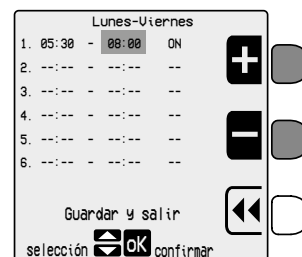 Lunes-Viernes
1. 05:30 - 08:00 ON
2. --:-- - --:-- --
3. --:-- - --:-- --
4. --:-- - --:-- --
5. --:-- - --:-- --
6. --:-- - --:-- --
Guardar y salir
selección OK confirmar